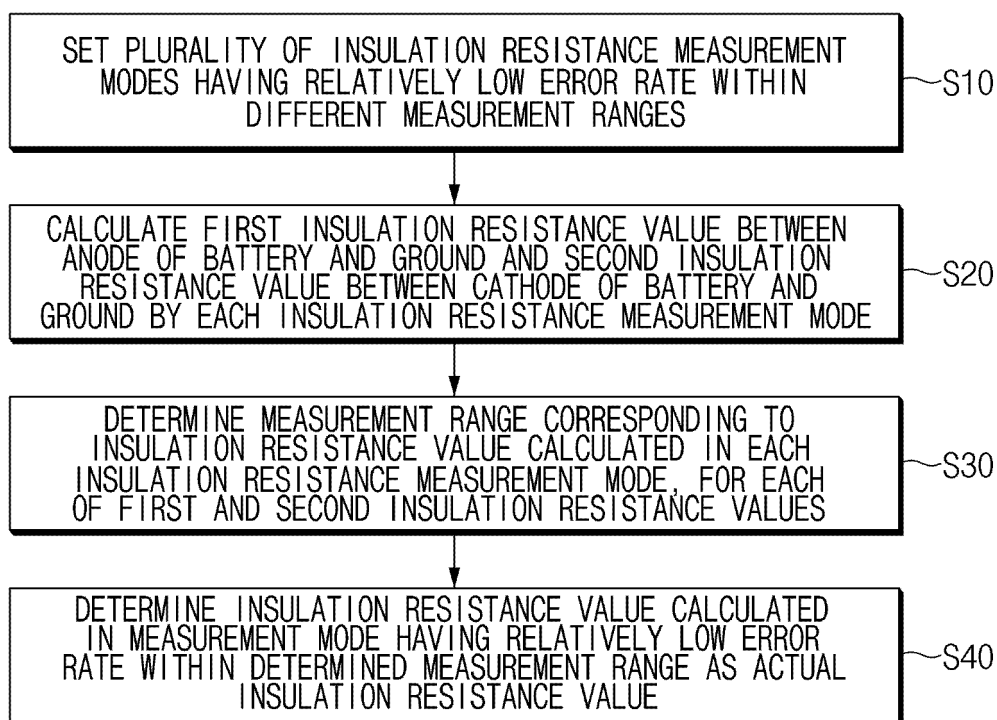 SET PLURALITY OF INSULATION RESISTANCE MEASUREMENT
MODES HAVING RELATIVELY LOW ERROR RATE WITHIN
DIFFERENT MEASUREMENT RANGES
S10
CALCULATE FIRST INSULATION RESISTANCE VALUE BETWEEN
ANODE OF BATTERY AND GROUND AND SECOND INSULATION
RESISTANCE VALUE BETWEEN CATHODE OF BATTERY AND
GROUND BY EACH INSULATION RESISTANCE MEASUREMENT MODE
S20
DETERMINE MEASUREMENT RANGE CORRESPONDING TO
INSULATION RESISTANCE VALUE CALCULATED IN EACH
INSULATION RESISTANCE MEASUREMENT MODE, FOR EACH
OF FIRST AND SECOND INSULATION RESISTANCE VALUES
S30
DETERMINE INSULATION RESISTANCE VALUE CALCULATED
IN MEASUREMENT MODE HAVING RELATIVELY LOW ERROR
RATE WITHIN DETERMINED MEASUREMENT RANGE AS ACTUAL
INSULATION RESISTANCE VALUE
S40